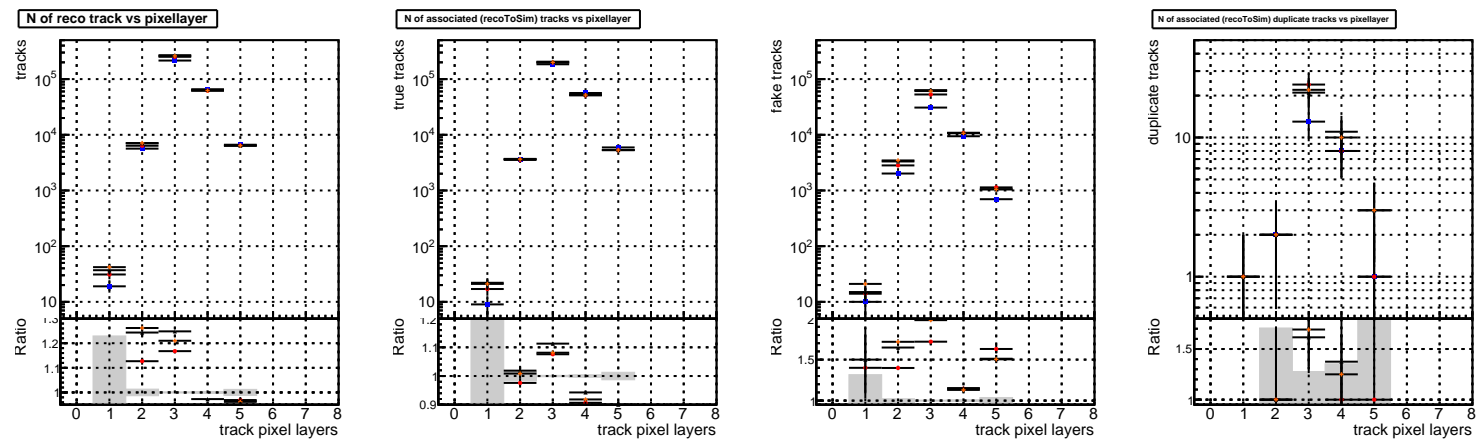 N of reco track vs pixellayer
tracks
10^5
10^4
10^3
10^2
10
Ratio
1.3
1.2
1.1
1
0 1 2 3 4 5 6 7 8
track pixel layers
N of associated (recoToSim) tracks vs pixellayer
true tracks
10^5
10^4
10^3
10^2
10
Ratio
1.2
1.1
1
0.9
0 1 2 3 4 5 6 7 8
track pixel layers
fake tracks
10^5
10^4
10^3
10^2
10
Ratio
2
1.5
1
0 1 2 3 4 5 6 7 8
track pixel layers
N of associated (recoToSim) duplicate tracks vs pixellayer
duplicate tracks
10
1
Ratio
1.5
1
0 1 2 3 4 5 6 7 8
track pixel layers